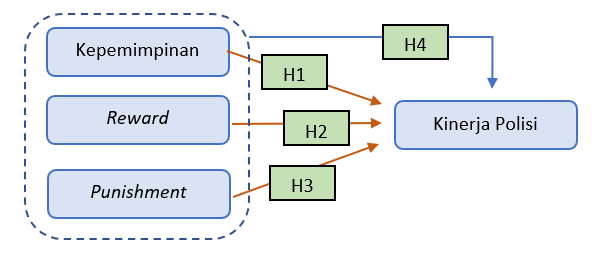 Kepemimpinan
H4
H1
Reward
H2
Kinerja Polisi
Punishment
H3